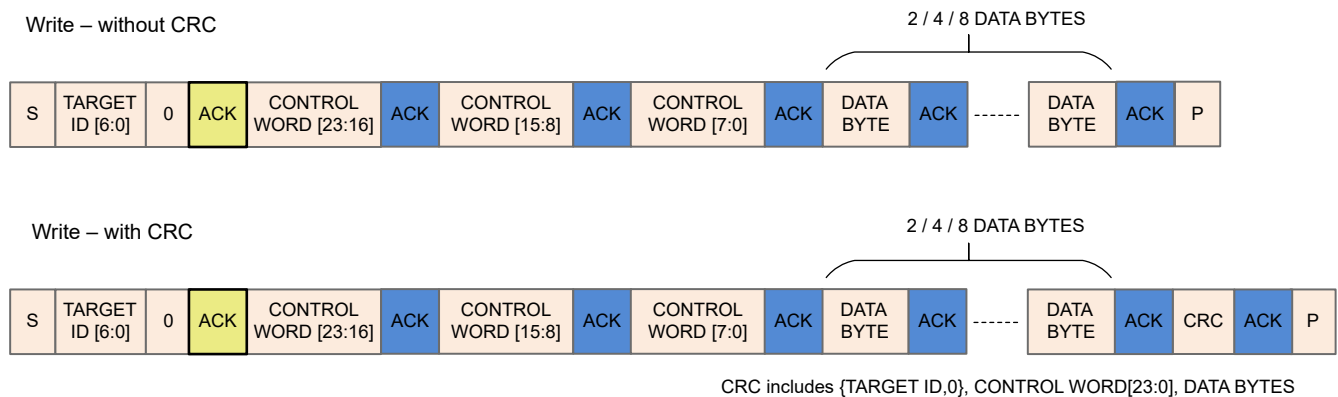 Write – without CRC
2 / 4 / 8 DATA BYTES
S TARGET ID [6:0] 0 ACK CONTROL WORD [23:16] ACK CONTROL WORD [15:8] ACK CONTROL WORD [7:0] ACK DATA BYTE ACK ------ DATA BYTE ACK P
Write – with CRC
2 / 4 / 8 DATA BYTES
S TARGET ID [6:0] 0 ACK CONTROL WORD [23:16] ACK CONTROL WORD [15:8] ACK CONTROL WORD [7:0] ACK DATA BYTE ACK ------ DATA BYTE ACK CRC ACK P
CRC includes {TARGET ID,0}, CONTROL WORD[23:0], DATA BYTES